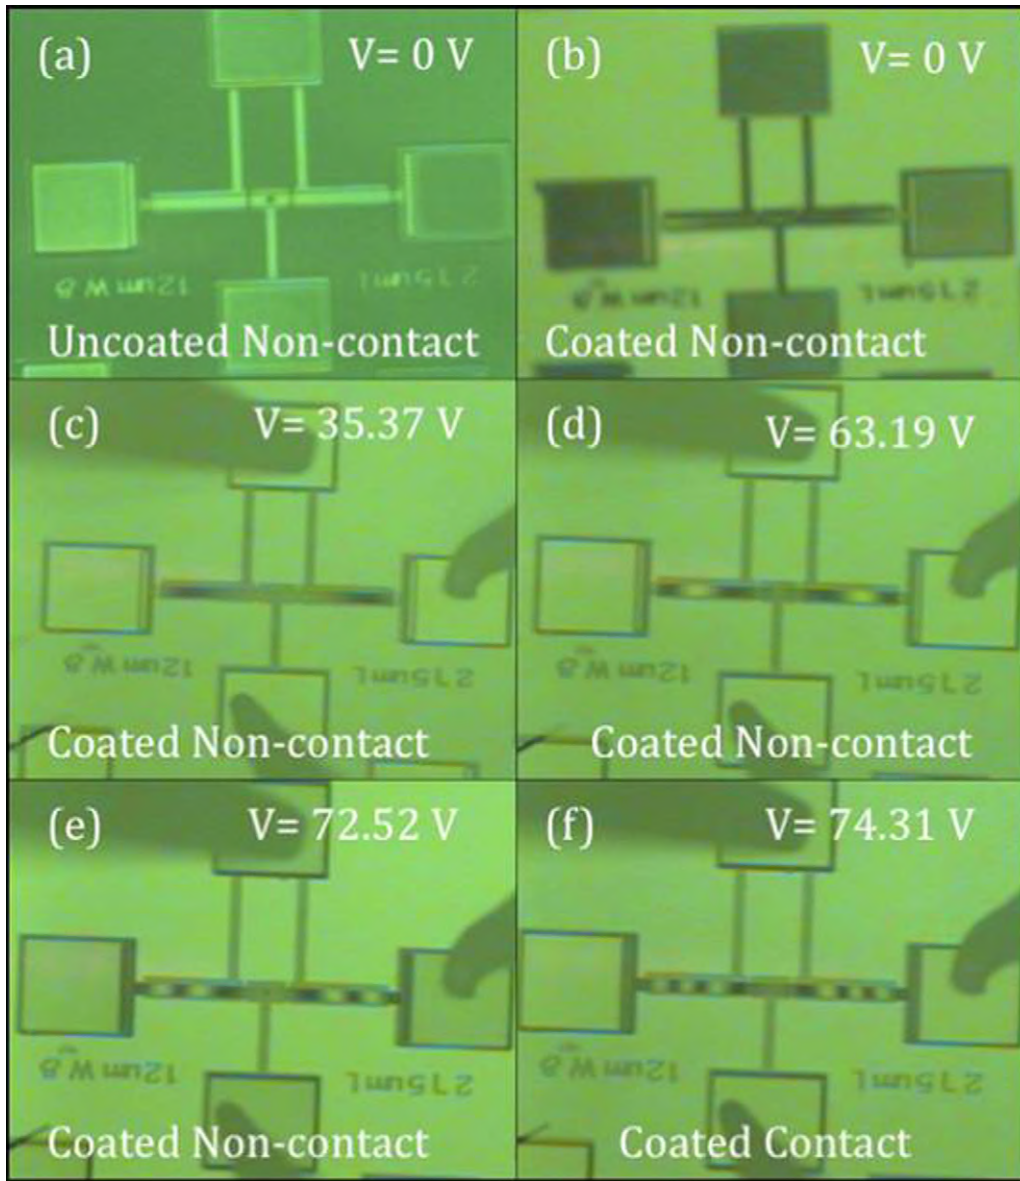 (a) V= 0 V
Uncoated Non-contact
(b) V= 0 V
Coated Non-contact
(c) V= 35.37 V
Coated Non-contact
(d) V= 63.19 V
Coated Non-contact
(e) V= 72.52 V
Coated Non-contact
(f) V= 74.31 V
Coated Contact